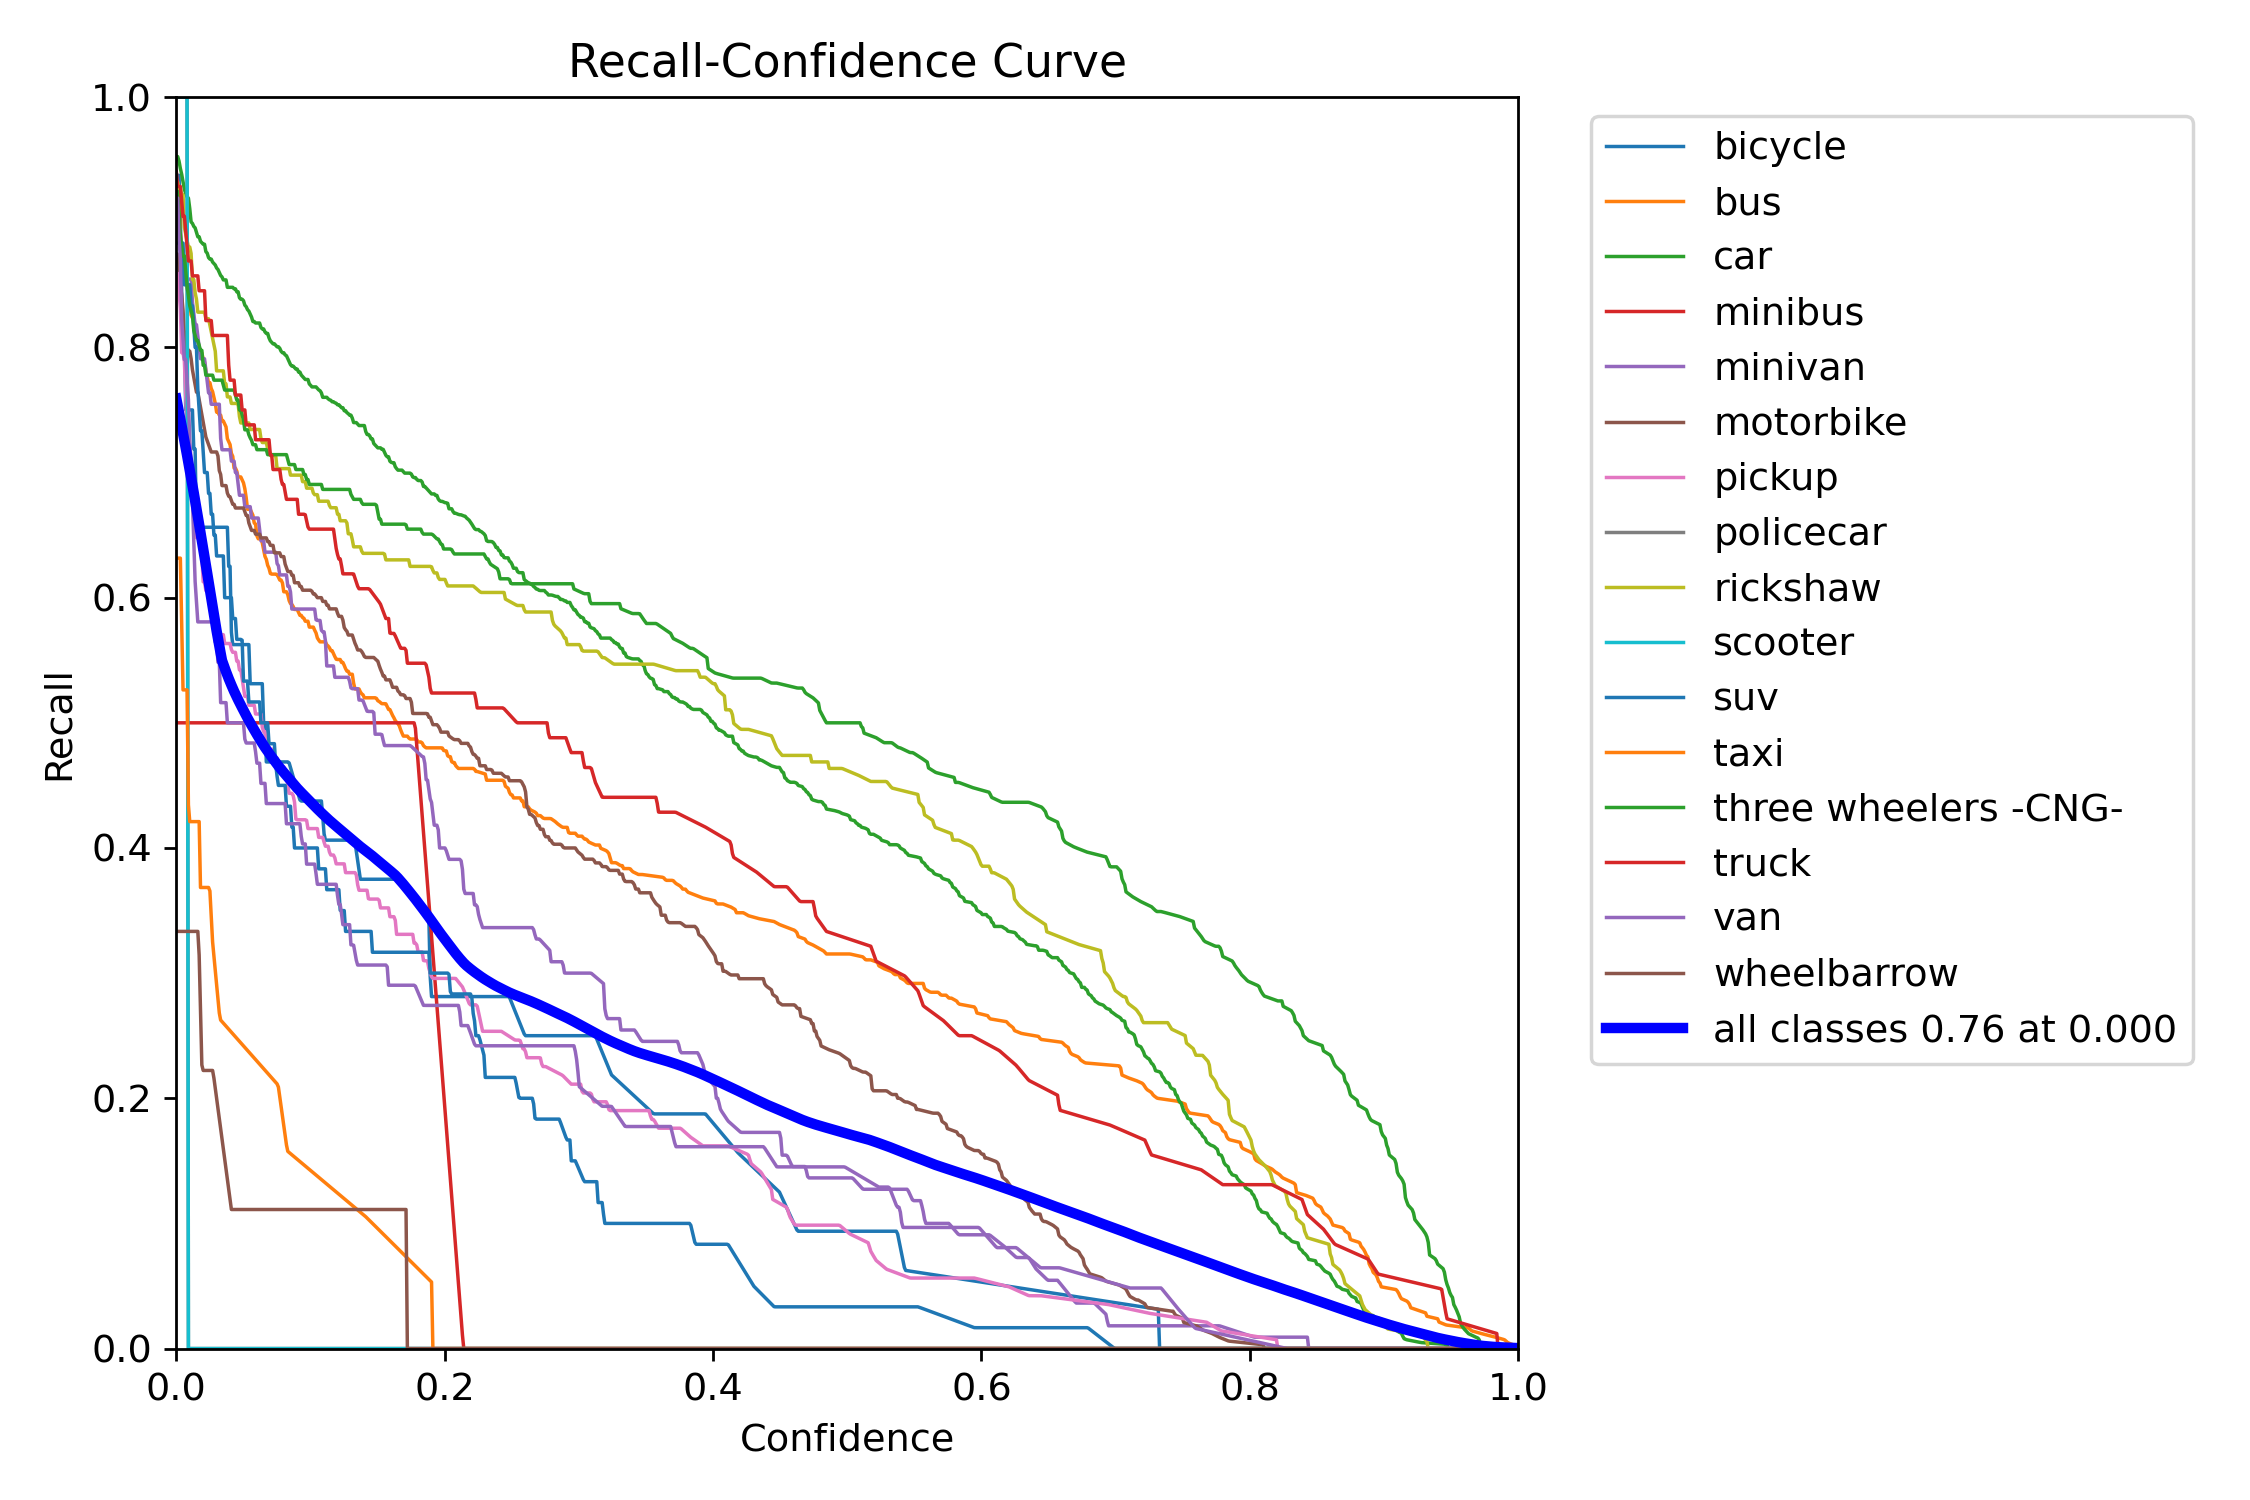 Recall-Confidence Curve
Recall
1.0
0.8
0.6
0.4
0.2
0.0
0.0 0.2 0.4 0.6 0.8 1.0
Confidence
bicycle
bus
car
minibus
minivan
motorbike
pickup
policecar
rickshaw
scooter
suv
taxi
three wheelers -CNG-
truck
van
wheelbarrow
all classes 0.76 at 0.000